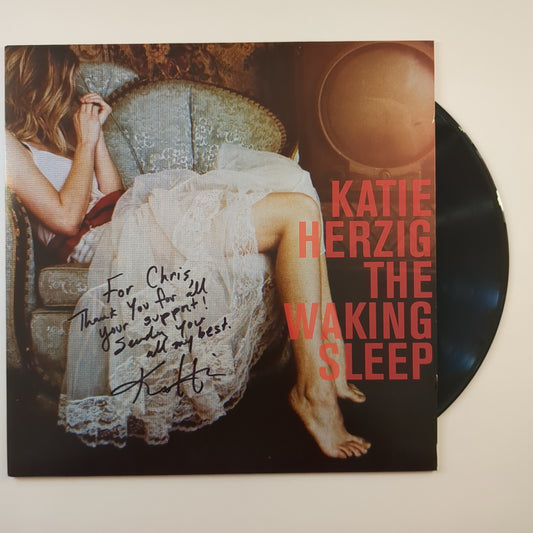 KATIE
HERZIG
THE
WAKING
SLEEP
For Chris,
Thank You for all
your support!
Sending You
all my best.